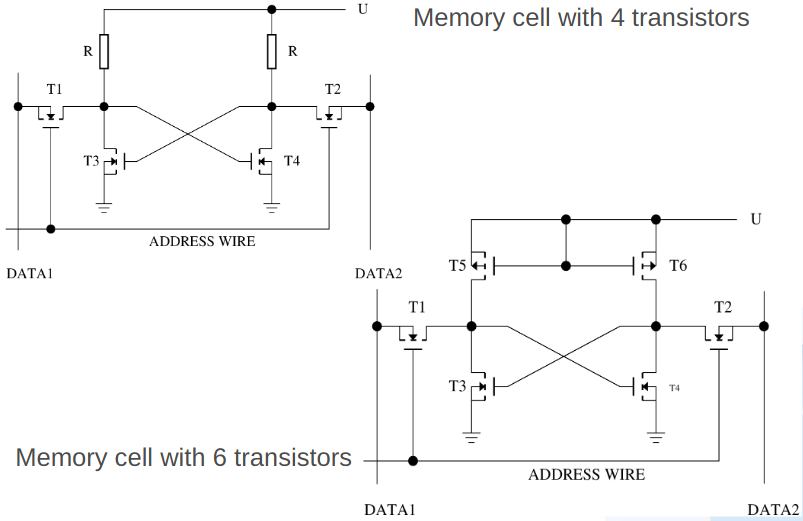 U
Memory cell with 4 transistors
R
R
T1
T2
T3
T4
ADDRESS WIRE
DATA1
DATA2
U
T5
T6
T1
T2
T3
T4
Memory cell with 6 transistors
ADDRESS WIRE
DATA1
DATA2